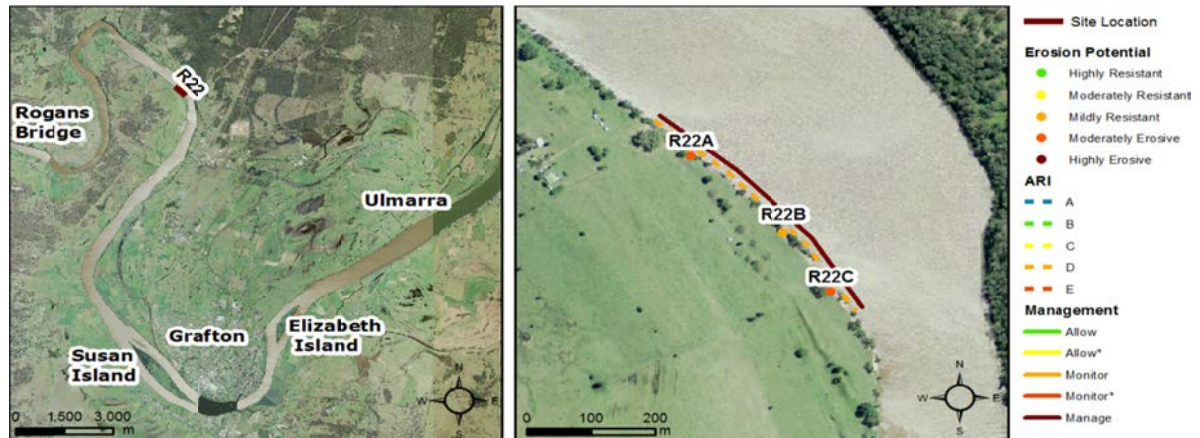 R22
Rogans
Bridge
Ulmarra
Grafton
Elizabeth
Island
Susan
Island
N
W E
S
0 1,500 3,000
m
R22A
R22B
R22C
N
W E
S
0 100 200
m
Site Location
Erosion Potential
Highly Resistant
Moderately Resistant
Mildly Resistant
Moderately Erosive
Highly Erosive
ARI
A
B
C
D
E
Management
Allow
Allow*
Monitor
Monitor*
Manage